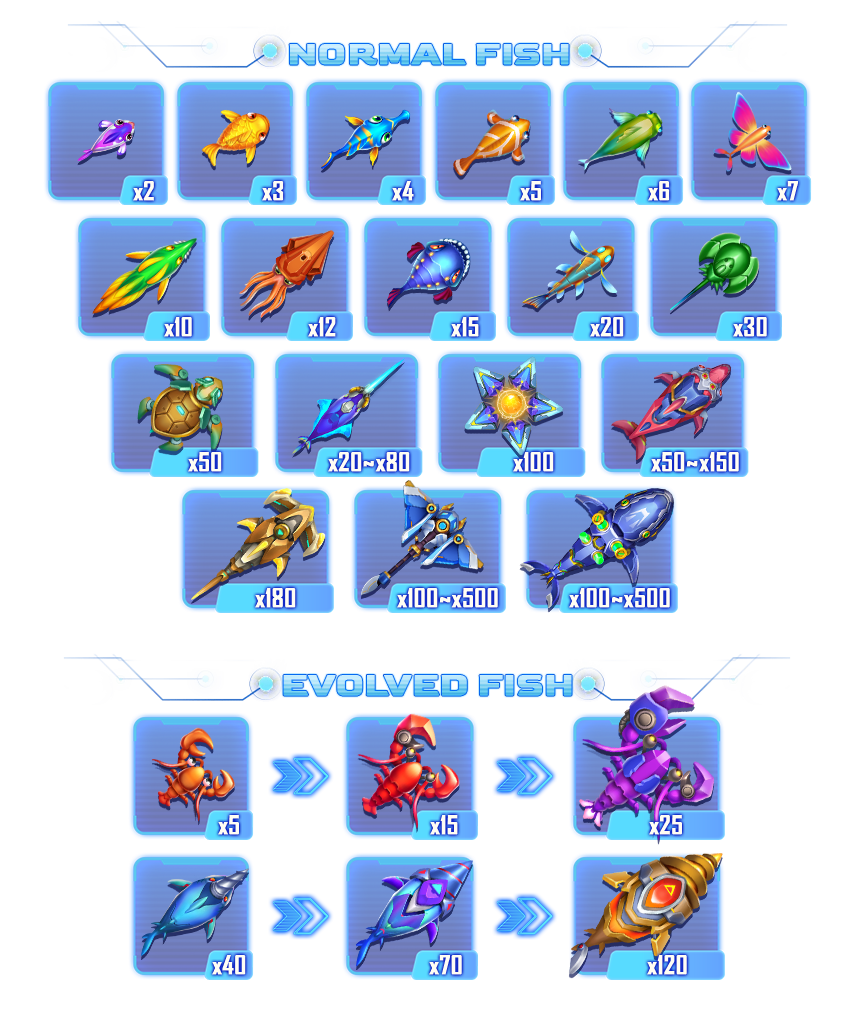 NORMAL FISH
x2 x3 x4 x5 x6 x7
x10 x12 x15 x20 x30
x50 x20~x80 x100 x50~x150
x180 x100~x500 x100~x500
EVOLVED FISH
x5 x15 x25
x40 x70 x120